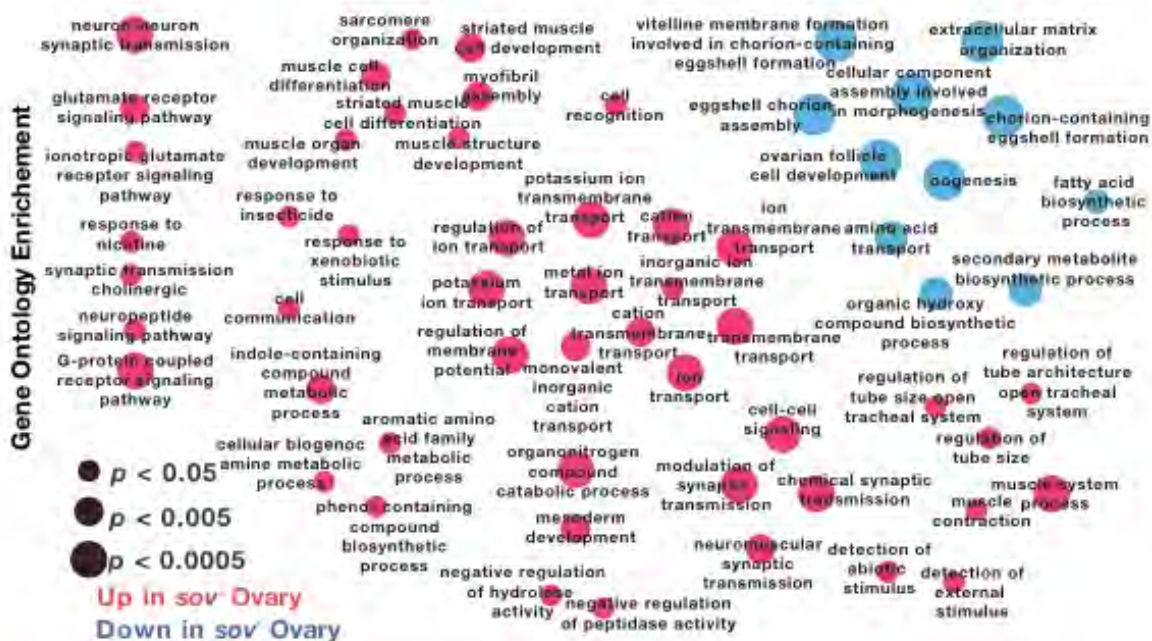 Gene Ontology Enrichement
neuron-neuron
synaptic transmission
glutamate receptor
signaling pathway
ionotropic glutamate
receptor signaling
pathway
response to
nicotine
synaptic transmission
cholinergic
neuropeptide
signaling pathway
G-protein coupled
receptor signaling
pathway
sarcomere
organization
striated muscle
cell development
muscle cell
differentiation
myofibril
assembly
striated muscle
cell differentiation
muscle organ
development
muscle structure
development
cell
recognition
response to
insecticide
response to
xenobiotic
stimulus
cell
communication
indole-containing
compound
metabolic
process
aromatic amino
acid family
metabolic
process
cellular biogenoc
amine metabolic
process
phenol-containing
compound
biosynthetic
process
potassium ion
transmembrane
transport
cation
transport
ion
transmembrane
transport
regulation of
ion transport
potassium
ion transport
metal ion
transport
inorganic ion
transmembrane
transport
regulation of
membrane
potential
monovalent
inorganic
cation
transport
cation
transmembrane
transport
transmembrane
transport
ion
transport
cell-cell
signaling
organonitrogen
compound
catabolic process
modulation of
synaptic
transmission
chemical synaptic
transmission
mesoderm
development
neuromuscular
synaptic
transmission
negative regulation
of hydrolase
activity
negative regulation
of peptidase activity
detection of
abiotic
stimulus
detection of
external
stimulus
vitelline membrane formation
involved in chorion-containing
eggshell formation
extracellular matrix
organization
cellular component
assembly involved
in morphogenesis
eggshell chorion
assembly
chorion-containing
eggshell formation
ovarian follicle
cell development
oogenesis
fatty acid
biosynthetic
process
amino acid
transport
secondary metabolite
biosynthetic process
organic hydroxy
compound biosynthetic
process
regulation of
tube architecture
open tracheal
system
regulation of
tube size open
tracheal system
regulation of
tube size
muscle system
process
muscle
contraction
p < 0.05
p < 0.005
p < 0.0005
Up in sov- Ovary
Down in sov- Ovary